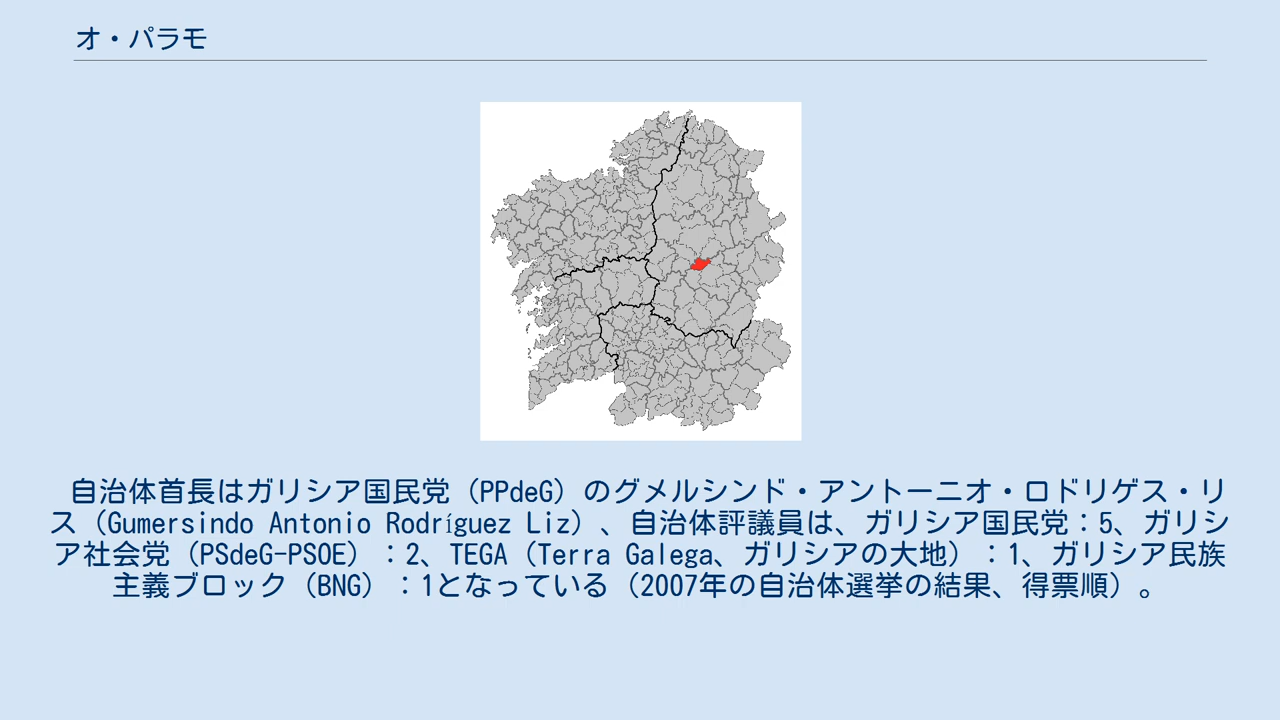 オ・パラモ
自治体首長はガリシア国民党（PPdeG）のグメルシンド・アントーニオ・ロドリゲス・リ
ス（Gumersindo Antonio Rodríguez Liz）、自治体評議員は、ガリシア国民党：5、ガリシ
ア社会党（PSdeG-PSOE）：2、TEGA（Terra Galega、ガリシアの大地）：1、ガリシア民族
主義ブロック（BNG）：1となっている（2007年の自治体選挙の結果、得票順）。